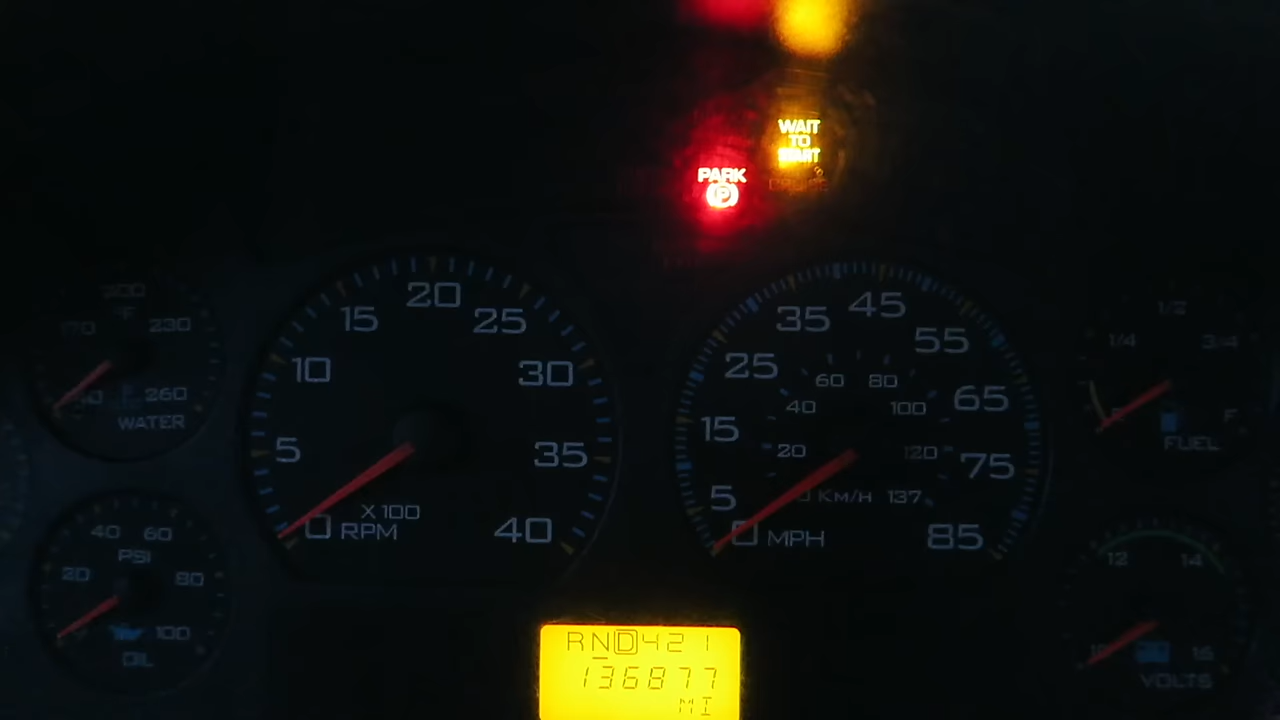 WAIT
TO
START
PARK
P
CRUISE
170
°F
230
260
WATER
5
10
15
20
25
30
35
40
0
X100
RPM
5
15
25
35
45
55
65
75
85
0
MPH
20
40
60
80
100
120
Km/H
137
1/4
1/2
3/4
F
FUEL
20
40
60
80
100
PSI
OIL
12
14
16
VOLTS
RND421
136877
MI